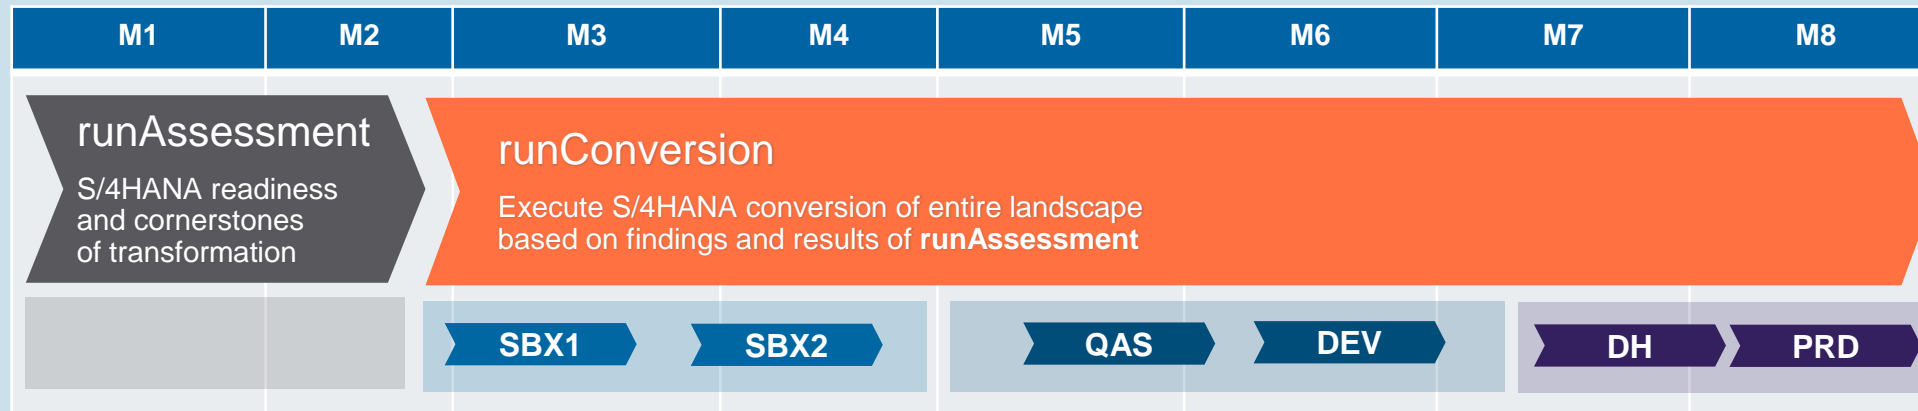 M1 M2 M3 M4 M5 M6 M7 M8
runAssessment
S/4HANA readiness
and cornerstones
of transformation
runConversion
Execute S/4HANA conversion of entire landscape
based on findings and results of runAssessment
SBX1 SBX2 QAS DEV DH PRD